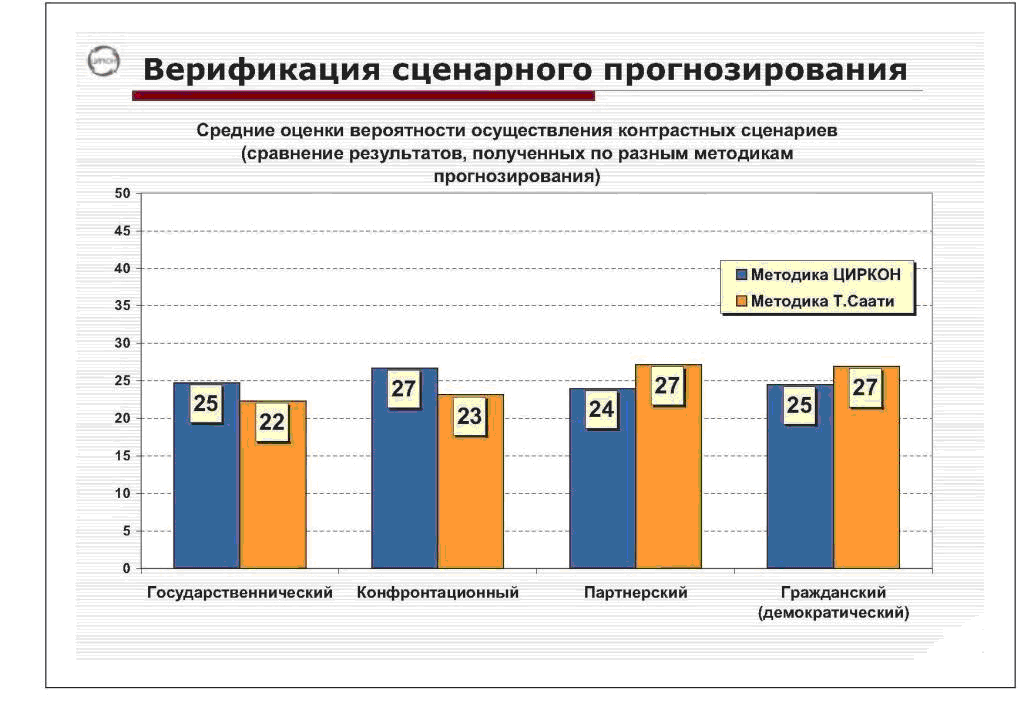 ЦИРКОН
Верификация сценарного прогнозирования
Средние оценки вероятности осуществления контрастных сценариев
(сравнение результатов, полученных по разным методикам
прогнозирования)
50
45
40
35
30
25
20
15
10
5
0
Методика ЦИРКОН
Методика Т.Саати
25
22
27
23
24
27
25
27
Государственнический
Конфронтационный
Партнерский
Гражданский
(демократический)